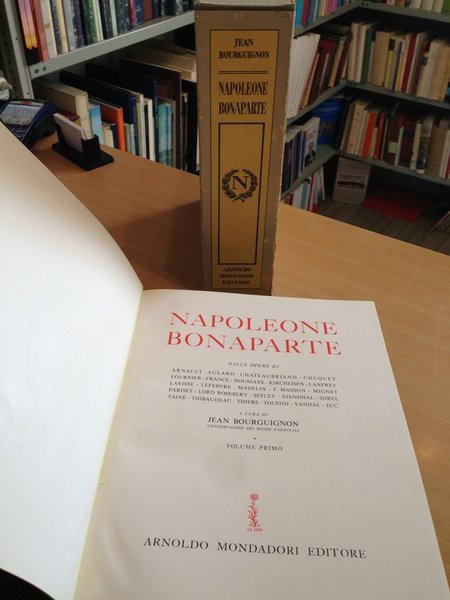 JEAN
BOURGUIGNON
NAPOLEONE
BONAPARTE
N
ARNOLDO
MONDADORI
EDITORE
NAPOLEONE
BONAPARTE
DALLE OPERE DI
ARNAULT - AULARD - CHATEAUBRIAND - CHUQUET
FOURNIER - FRANCE - HOUSSAYE - KIRCHEISEN - LANFREY
LAVISSE - LEFEBVRE - MADELIN - F. MASSON - MIGNET
PARISET - LORD ROSEBERY - SEELEY - STENDHAL - SOREL
TAINE - THIBAUDEAU - THIERS - TOLSTOJ - VANDAL - ECC.
A CURA DI
JEAN BOURGUIGNON
CONSERVATORE DEI MUSEI NAZIONALI
VOLUME PRIMO
ARNOLDO MONDADORI EDITORE